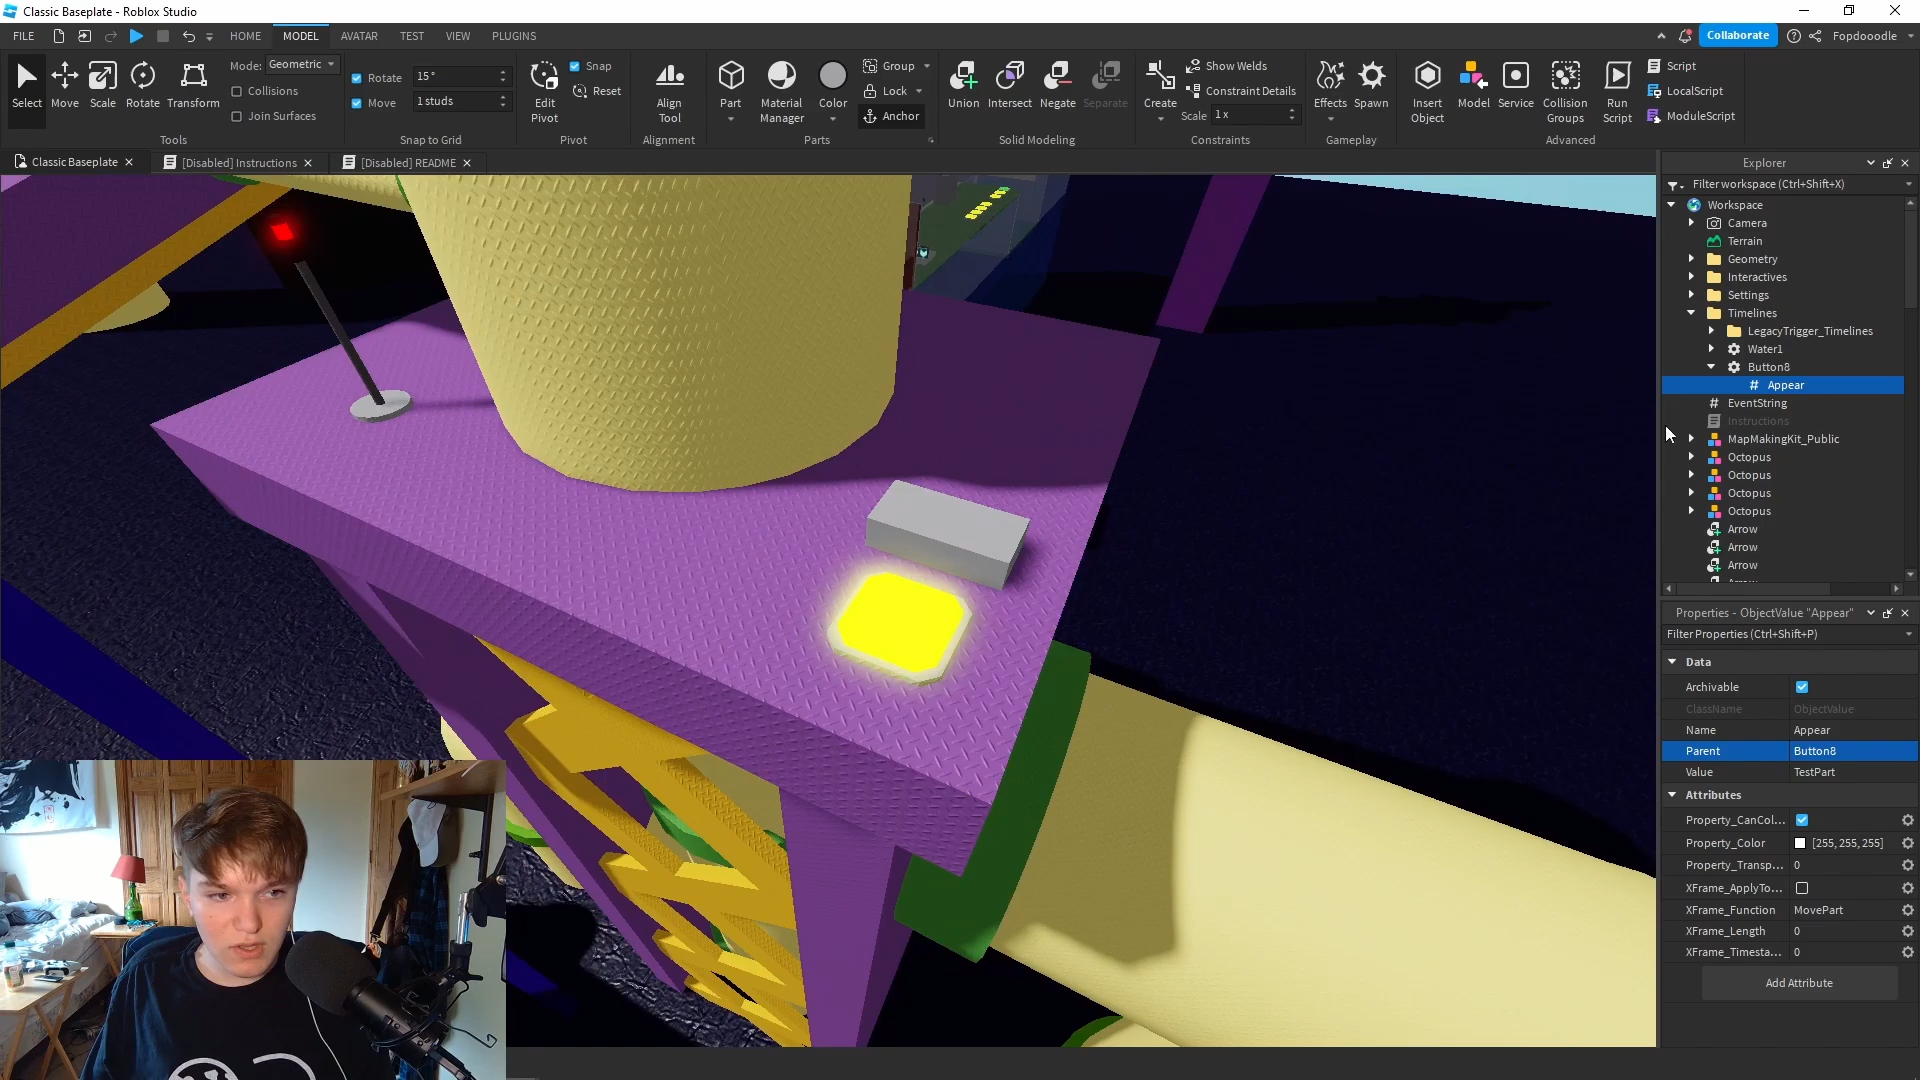 Classic Baseplate - Roblox Studio
FILE HOME MODEL AVATAR TEST VIEW PLUGINS Collaborate Fopdooodle
Select Move Scale Rotate Transform
Mode: Geometric
Collisions
Join Surfaces
Tools
Rotate 15°
Move 1 studs
Snap to Grid
Edit Pivot
Snap
Reset
Pivot
Align Tool
Alignment
Part Material Manager Color
Group
Lock
Anchor
Parts
Union Intersect Negate Separate
Solid Modeling
Create
Show Welds
Constraint Details
Scale 1 x
Constraints
Effects Spawn
Gameplay
Insert Object Model Service Collision Groups Run Script
Script
LocalScript
ModuleScript
Advanced
Classic Baseplate [Disabled] Instructions [Disabled] README
Explorer
Filter workspace (Ctrl+Shift+X)
Workspace
Camera
Terrain
Geometry
Interactives
Settings
Timelines
LegacyTrigger_Timelines
Water1
Button8
Appear
EventString
Instructions
MapMakingKit_Public
Octopus
Octopus
Octopus
Octopus
Arrow
Arrow
Arrow
Properties - ObjectValue "Appear"
Filter Properties (Ctrl+Shift+P)
Data
Archivable
ClassName ObjectValue
Name Appear
Parent Button8
Value TestPart
Attributes
Property_CanCol...
Property_Color [255, 255, 255]
Property_Transp... 0
XFrame_ApplyTo...
XFrame_Function MovePart
XFrame_Length 0
XFrame_Timesta... 0
Add Attribute